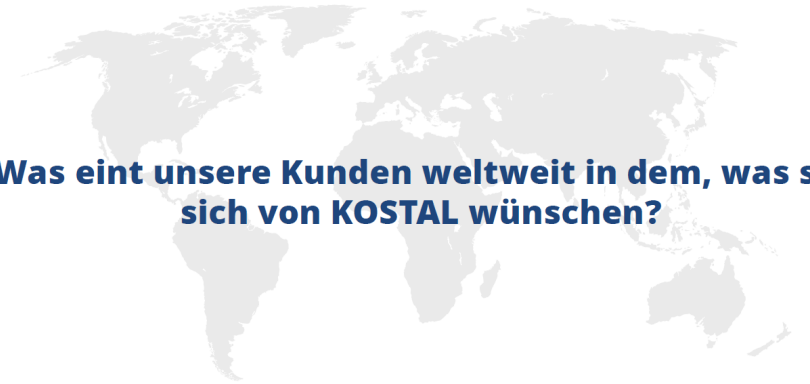 Was eint unsere Kunden weltweit in dem, was s
sich von KOSTAL wünschen?